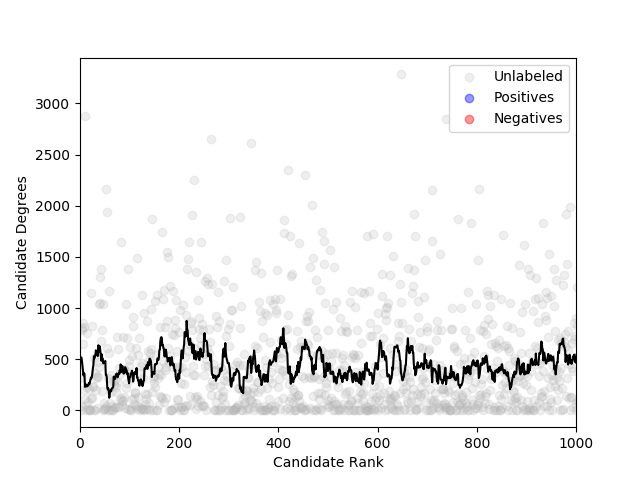 Unlabeled
Positives
Negatives
3000
2500
2000
1500
1000
500
0
Candidate Degrees
0 200 400 600 800 1000
Candidate Rank